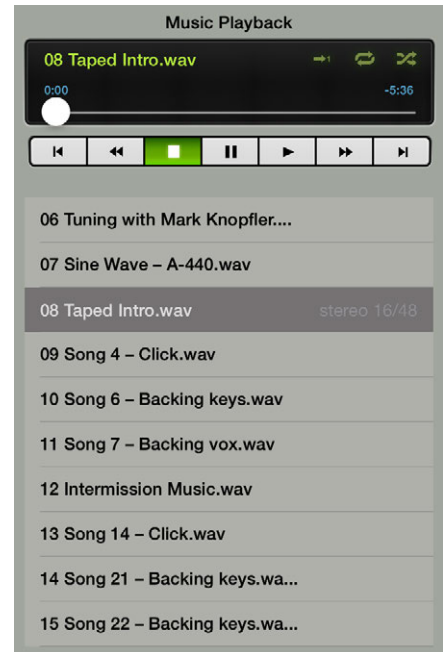 Music Playback
08 Taped Intro.wav 1
0:00 -5:36
06 Tuning with Mark Knopfler....
07 Sine Wave – A-440.wav
08 Taped Intro.wav stereo 16/48
09 Song 4 – Click.wav
10 Song 6 – Backing keys.wav
11 Song 7 – Backing vox.wav
12 Intermission Music.wav
13 Song 14 – Click.wav
14 Song 21 – Backing keys.wa...
15 Song 22 – Backing keys.wa...